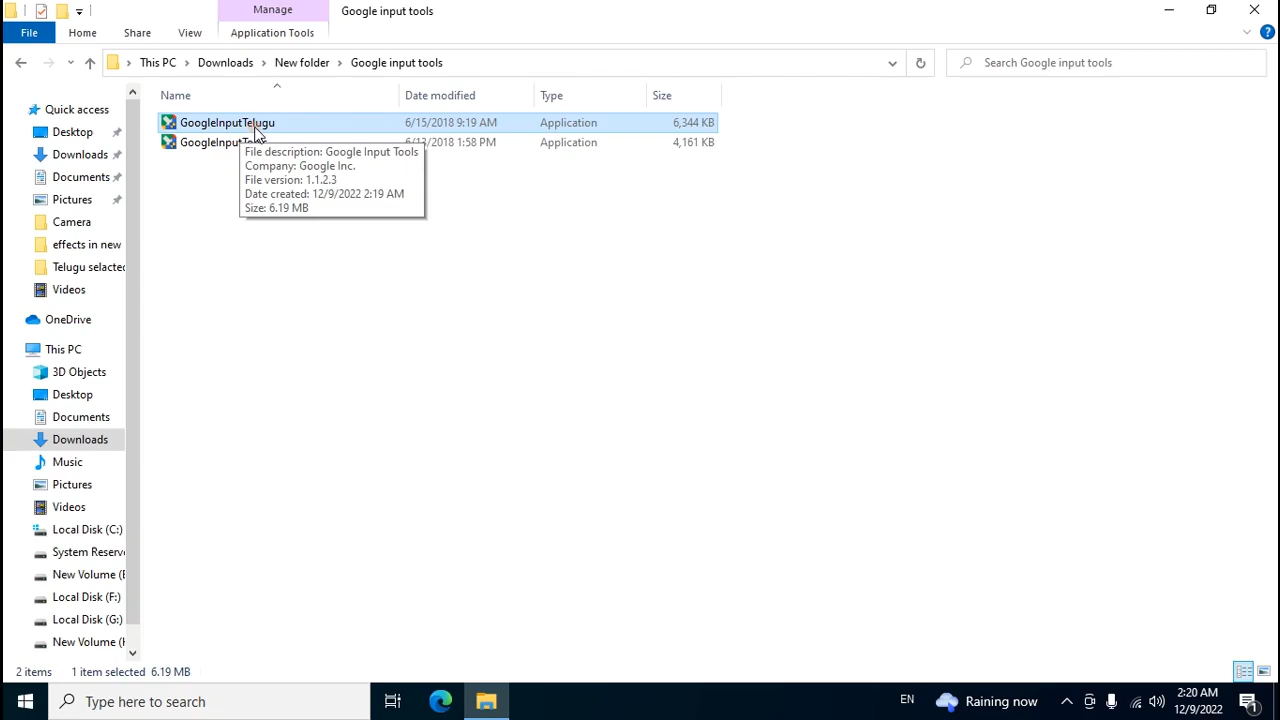 Manage
Google input tools
File
Home
Share
View
Application Tools
This PC
Downloads
New folder
Google input tools
Search Google input tools
Name
Date modified
Type
Size
GoogleInputTelugu
6/15/2018 9:19 AM
Application
6,344 KB
6/13/2018 1:58 PM
Application
4,161 KB
File description: Google Input Tools
Company: Google Inc.
File version: 1.1.2.3
Date created: 12/9/2022 2:19 AM
Size: 6.19 MB
Quick access
Desktop
Downloads
Documents
Pictures
Camera
effects in new
Telugu selacted
Videos
OneDrive
This PC
3D Objects
Desktop
Documents
Downloads
Music
Pictures
Videos
Local Disk (C:)
System Reserve
New Volume (E
Local Disk (F:)
Local Disk (G:)
New Volume (H
2 items
1 item selected 6.19 MB
Type here to search
EN
Raining now
2:20 AM
12/9/2022
1